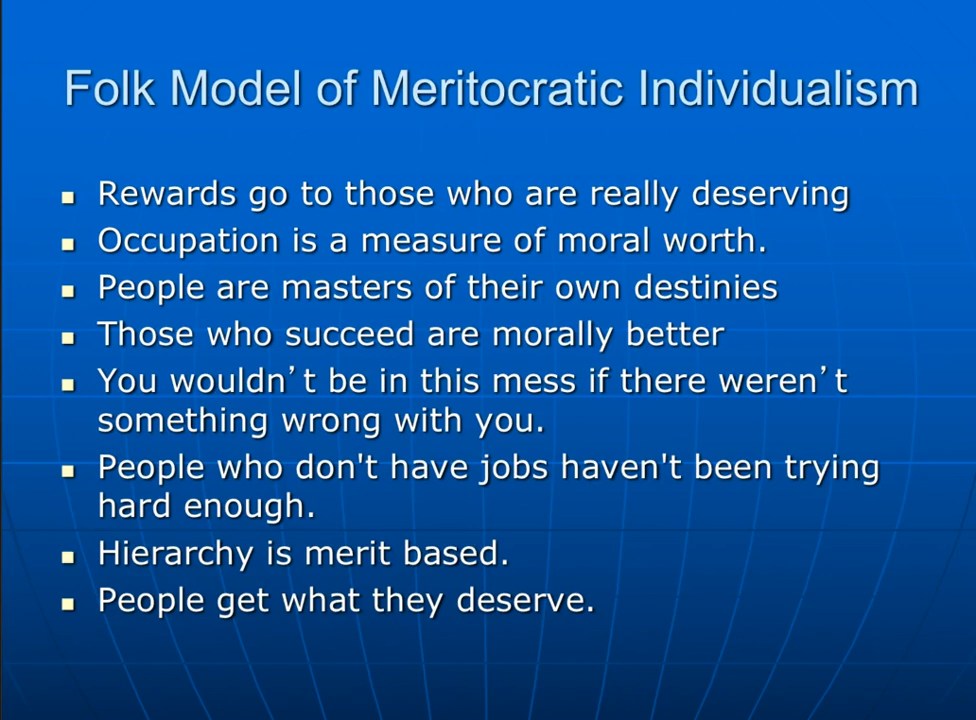 Folk Model of Meritocratic Individualism
Rewards go to those who are really deserving
Occupation is a measure of moral worth.
People are masters of their own destinies
Those who succeed are morally better
You wouldn’t be in this mess if there weren’t
something wrong with you.
People who don't have jobs haven't been trying
hard enough.
Hierarchy is merit based.
People get what they deserve.